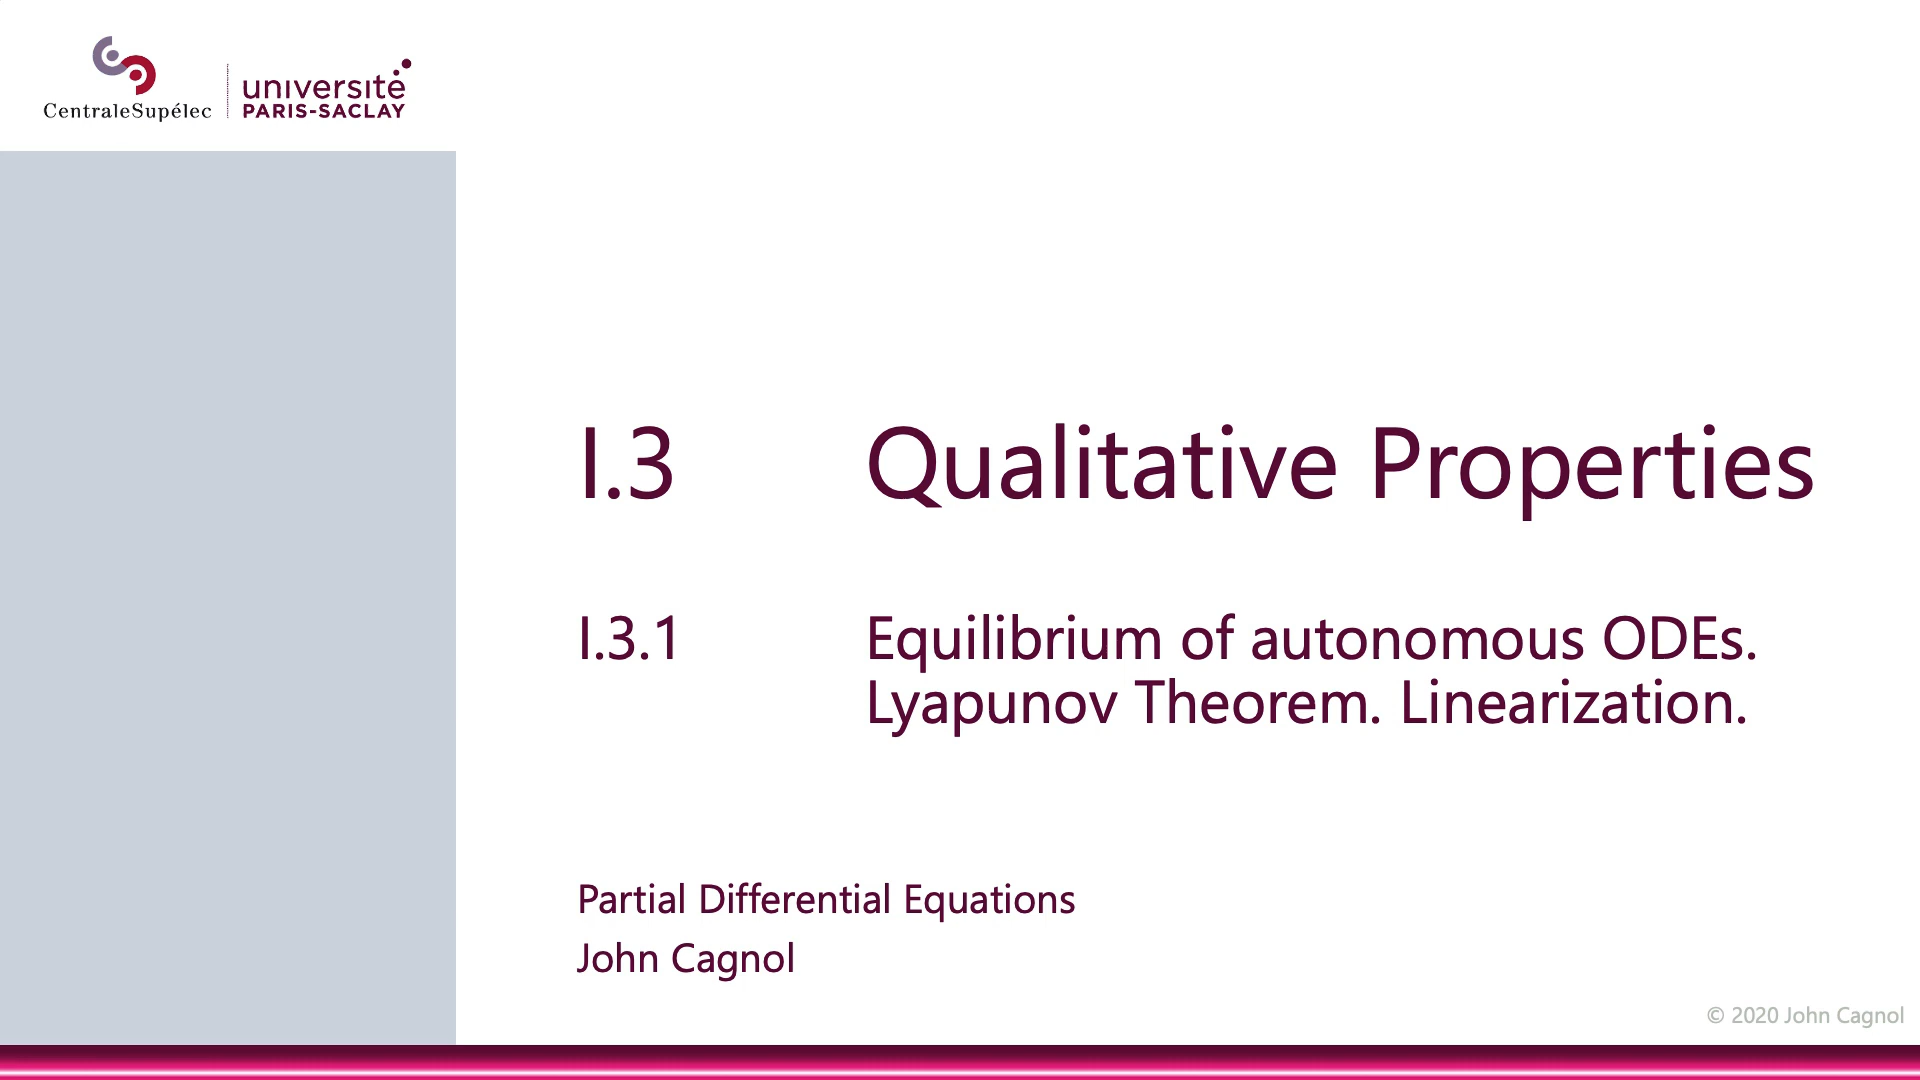 CentraleSupélec
université
PARIS-SACLAY
I.3 Qualitative Properties
I.3.1 Equilibrium of autonomous ODEs.
Lyapunov Theorem. Linearization.
Partial Differential Equations
John Cagnol
© 2020 John Cagnol